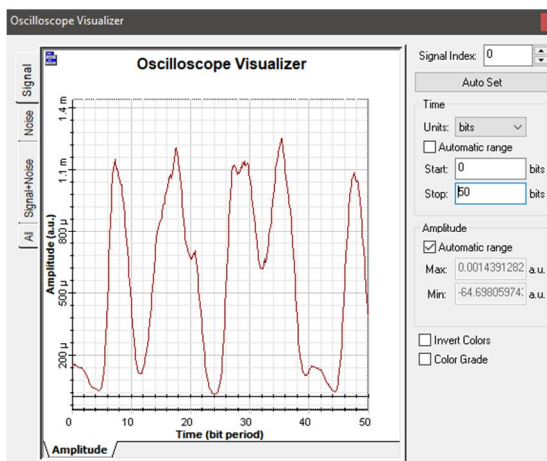 Oscilloscope Visualizer
Signal
Noise
Signal+Noise
All
Oscilloscope Visualizer
Amplitude (a.u.)
1.4 m
1.1 m
800 µ
500 µ
200 µ
0
10
20
30
40
50
Time (bit period)
Amplitude
Signal Index: 0
Auto Set
Time
Units: bits
Automatic range
Start: 0 bits
Stop: 50 bits
Amplitude
Automatic range
Max: 0.0014391282 a.u.
Min: -64.698059743 a.u.
Invert Colors
Color Grade